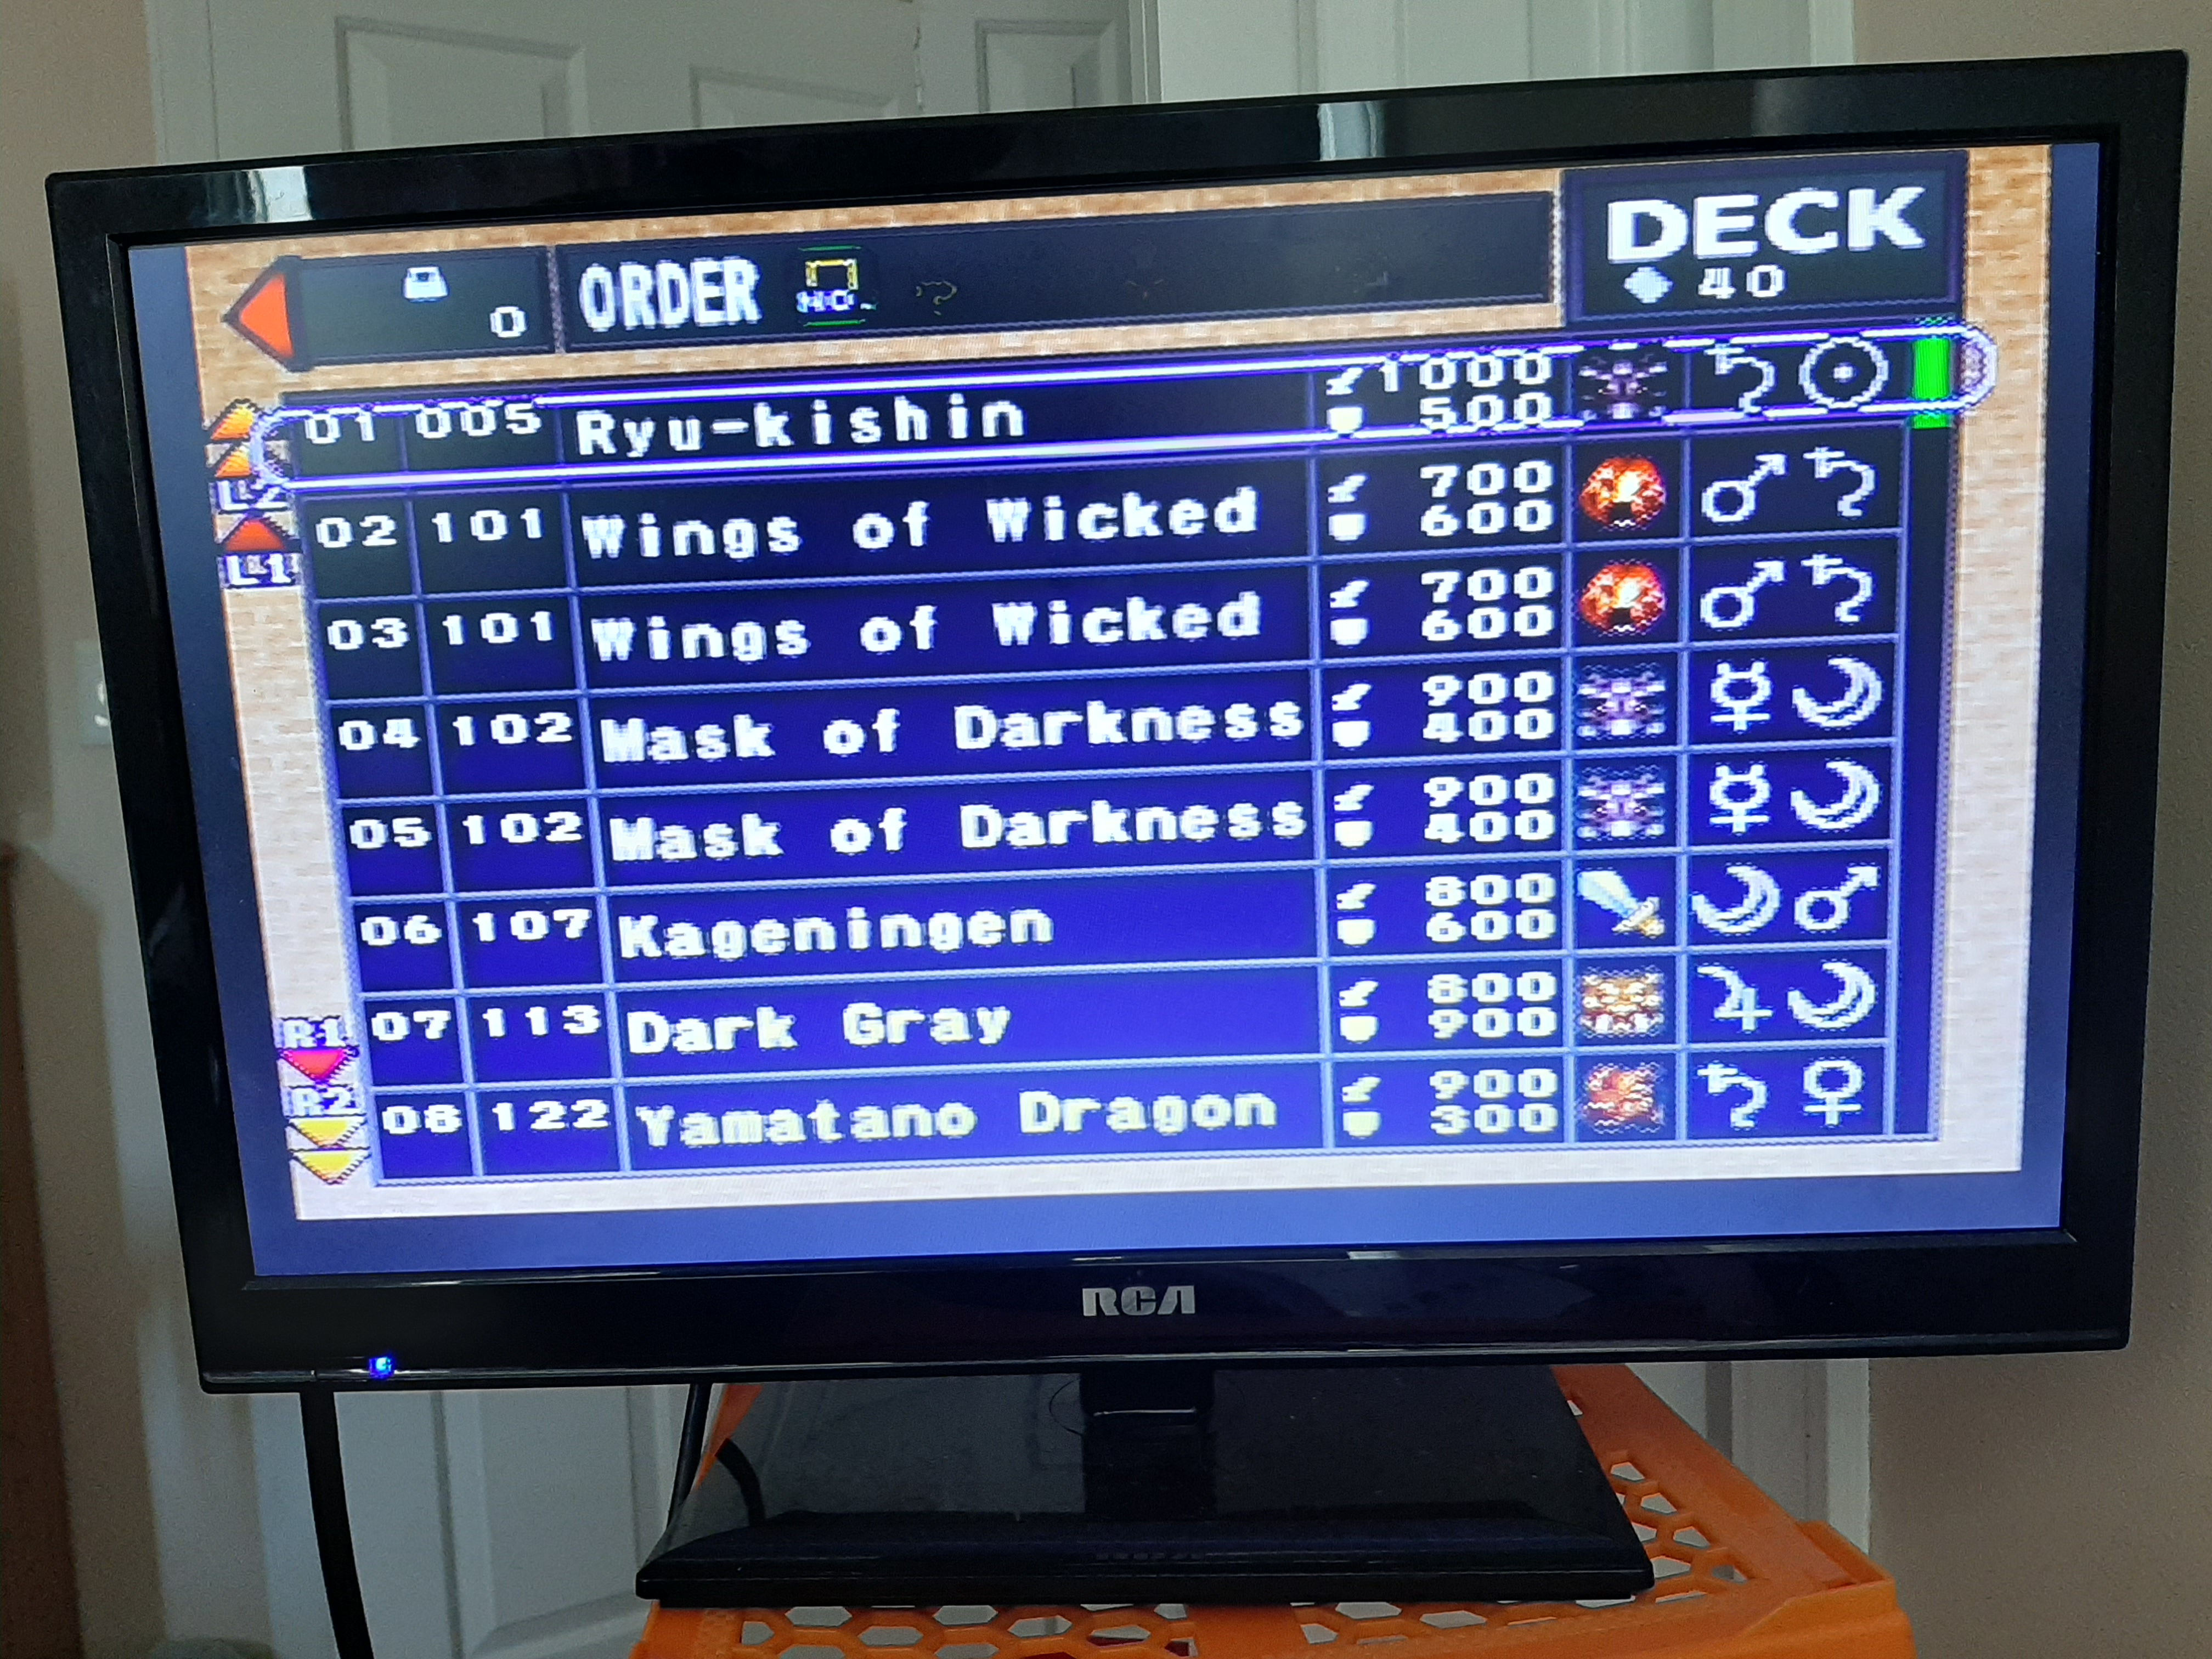 0
ORDER NO.
DECK
40
L2
L1
R1
R2
01 005 Ryu-kishin 1000 500
02 101 Wings of Wicked 700 600
03 101 Wings of Wicked 700 600
04 102 Mask of Darkness 900 400
05 102 Mask of Darkness 900 400
06 107 Kageningen 800 600
07 113 Dark Gray 800 900
08 122 Yamatano Dragon 900 300
RCA